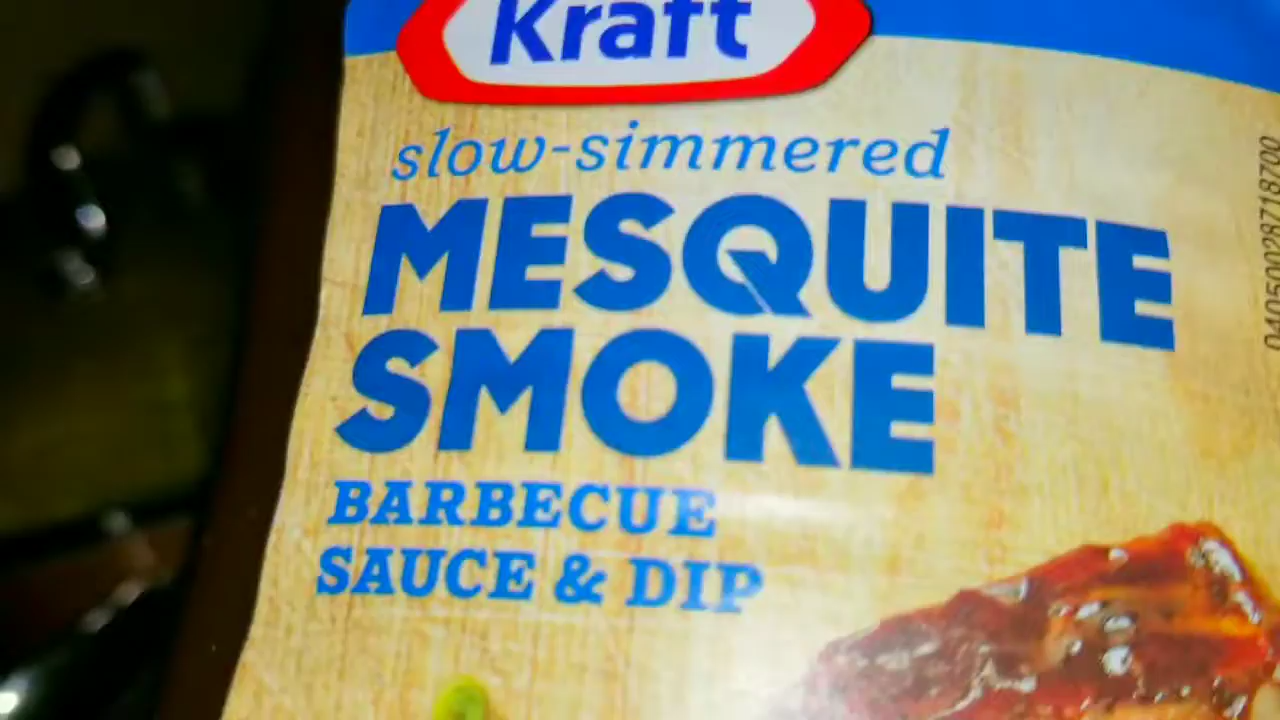 Kraft
slow-simmered
MESQUITE
SMOKE
BARBECUE
SAUCE & DIP